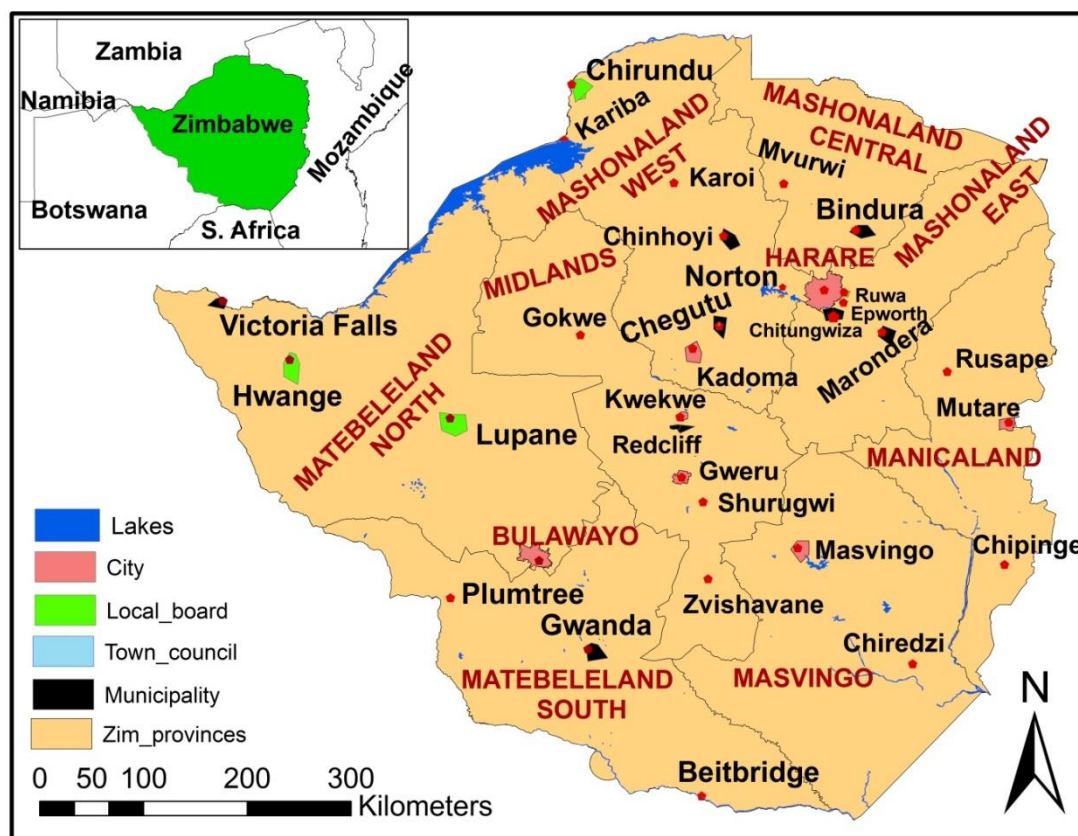 Zambia
Namibia
Zimbabwe
Mozambique
Botswana
S. Africa
Chirundu
Kariba
MASHONALAND
WEST
MASHONALAND
CENTRAL
MASHONALAND
EAST
Karoi
Mvurwi
Bindura
Chinhoyi
HARARE
Norton
MIDLANDS
Ruwa
Epworth
Chitungwiza
Gokwe
Chegutu
Victoria Falls
Marondera
Rusape
Kadoma
Hwange
MATEBELELAND
NORTH
Kwekwe
Mutare
Lupane
Redcliff
MANICALAND
Gweru
Shurugwi
BULAWAYO
Masvingo
Chipinge
Plumtree
Zvishavane
Gwanda
Chiredzi
MATEBELELAND
SOUTH
MASVINGO
Beitbridge
Lakes
City
Local_board
Town_council
Municipality
Zim_provinces
0 50 100 200 300
Kilometers
N